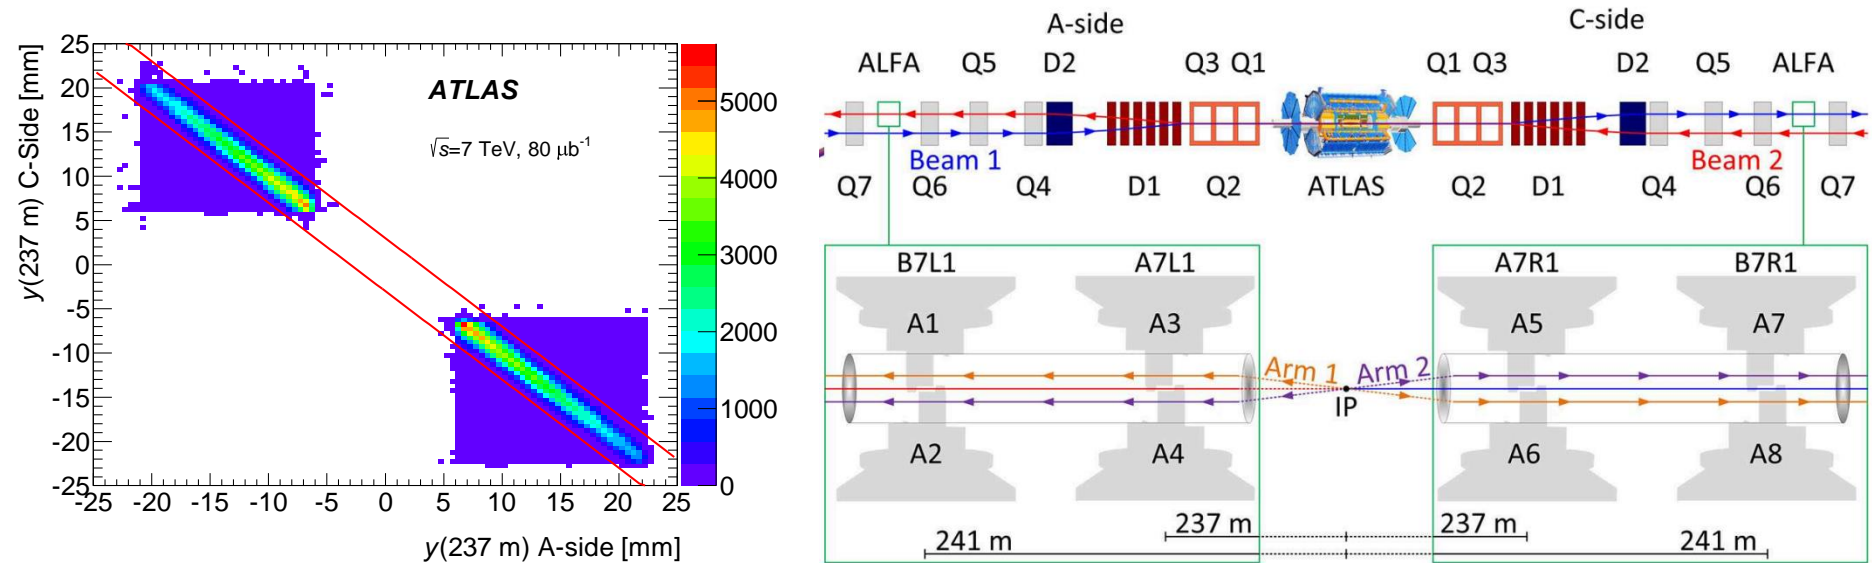 25
20
15
10
5
0
-5
-10
-15
-20
-25
y(237 m) C-Side [mm]
ATLAS
√s=7 TeV, 80 μb⁻¹
-25 -20 -15 -10 -5 0 5 10 15 20 25
y(237 m) A-side [mm]
5000
4000
3000
2000
1000
0
A-side C-side
ALFA Q5 D2 Q3 Q1 Q1 Q3 D2 Q5 ALFA
Beam 1 Beam 2
Q7 Q6 Q4 D1 Q2 ATLAS Q2 D1 Q4 Q6 Q7
B7L1 A7L1 A7R1 B7R1
A1 A3 A5 A7
Arm 1 Arm 2
IP
A2 A4 A6 A8
237 m 237 m
241 m 241 m